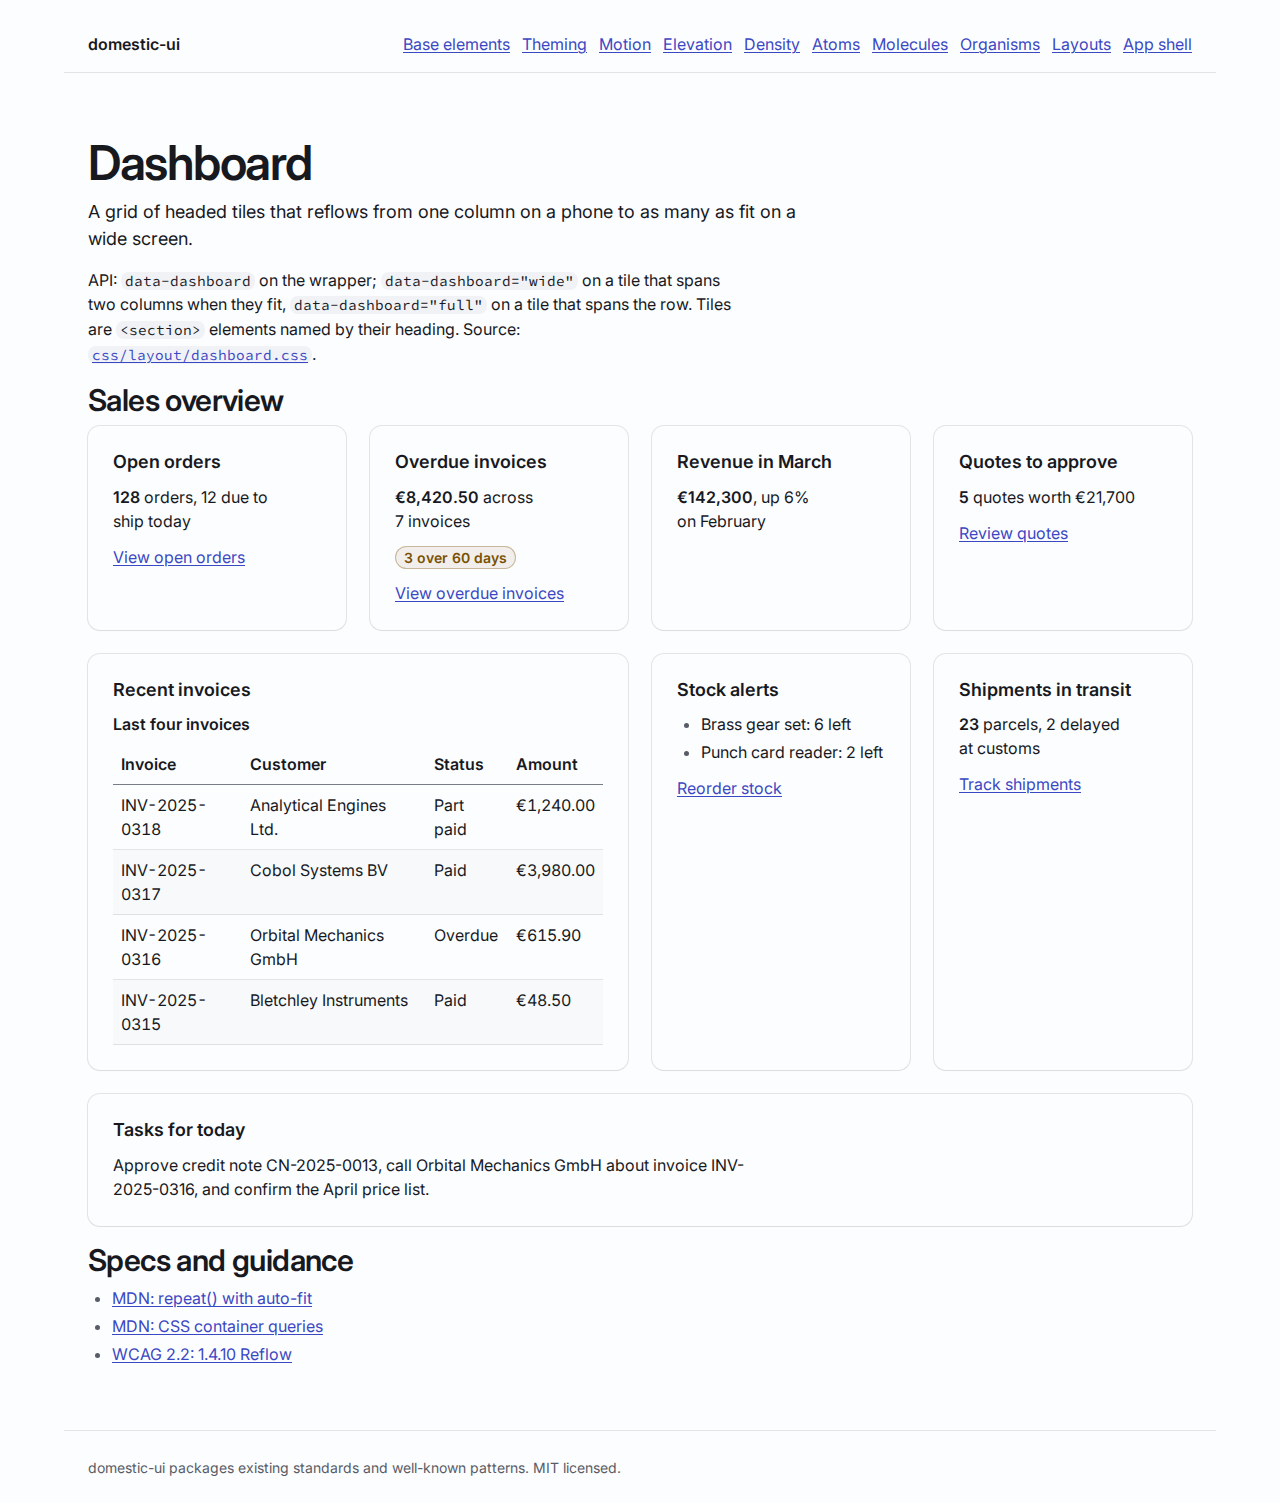 domestic-ui
Base elements Theming Motion Elevation Density Atoms Molecules Organisms Layouts App shell
Dashboard
A grid of headed tiles that reflows from one column on a phone to as many as fit on a
wide screen.
API: data-dashboard on the wrapper; data-dashboard="wide" on a tile that spans
two columns when they fit, data-dashboard="full" on a tile that spans the row. Tiles
are <section> elements named by their heading. Source:
css/layout/dashboard.css.
Sales overview
Open orders
128 orders, 12 due to
ship today
View open orders
Overdue invoices
€8,420.50 across
7 invoices
3 over 60 days
View overdue invoices
Revenue in March
€142,300, up 6%
on February
Quotes to approve
5 quotes worth €21,700
Review quotes
Recent invoices
Last four invoices
Invoice Customer Status Amount
INV-2025- Analytical Engines Part €1,240.00
0318 Ltd. paid
INV-2025- Cobol Systems BV Paid €3,980.00
0317
INV-2025- Orbital Mechanics Overdue €615.90
0316 GmbH
INV-2025- Bletchley Instruments Paid €48.50
0315
Stock alerts
• Brass gear set: 6 left
• Punch card reader: 2 left
Reorder stock
Shipments in transit
23 parcels, 2 delayed
at customs
Track shipments
Tasks for today
Approve credit note CN-2025-0013, call Orbital Mechanics GmbH about invoice INV-
2025-0316, and confirm the April price list.
Specs and guidance
• MDN: repeat() with auto-fit
• MDN: CSS container queries
• WCAG 2.2: 1.4.10 Reflow
domestic-ui packages existing standards and well-known patterns. MIT licensed.